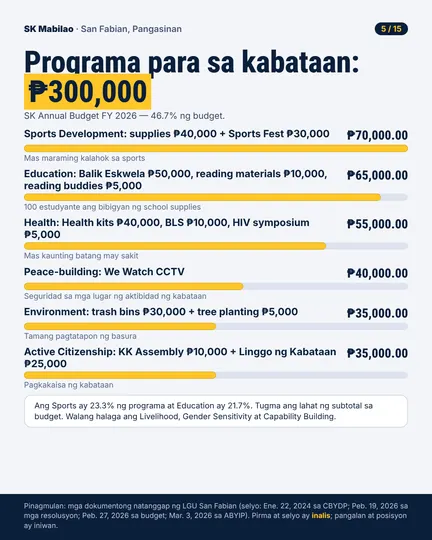 SK Mabilao · San Fabian, Pangasinan
5 / 15
Programa para sa kabataan:
₱300,000
SK Annual Budget FY 2026 — 46.7% ng budget.
Sports Development: supplies ₱40,000 + Sports Fest ₱30,000
₱70,000.00
Mas maraming kalahok sa sports
Education: Balik Eskwela ₱50,000, reading materials ₱10,000,
reading buddies ₱5,000
₱65,000.00
100 estudyante ang bibigyan ng school supplies
Health: Health kits ₱40,000, BLS ₱10,000, HIV symposium
₱5,000
₱55,000.00
Mas kaunting batang may sakit
Peace-building: We Watch CCTV
₱40,000.00
Seguridad sa mga lugar ng aktibidad ng kabataan
Environment: trash bins ₱30,000 + tree planting ₱5,000
₱35,000.00
Tamang pagtatapon ng basura
Active Citizenship: KK Assembly ₱10,000 + Linggo ng Kabataan
₱25,000
₱35,000.00
Pagkakaisa ng kabataan
Ang Sports ay 23.3% ng programa at Education ay 21.7%. Tugma ang lahat ng subtotal sa
budget. Walang halaga ang Livelihood, Gender Sensitivity at Capability Building.
Pinagmulan: mga dokumentong natanggap ng LGU San Fabian (selyo: Ene. 22, 2024 sa CBYDP; Peb. 19, 2026 sa
mga resolusyon; Peb. 27, 2026 sa budget; Mar. 3, 2026 sa ABYIP). Pirma at selyo ay inalis; pangalan at posisyon
ay iniwan.